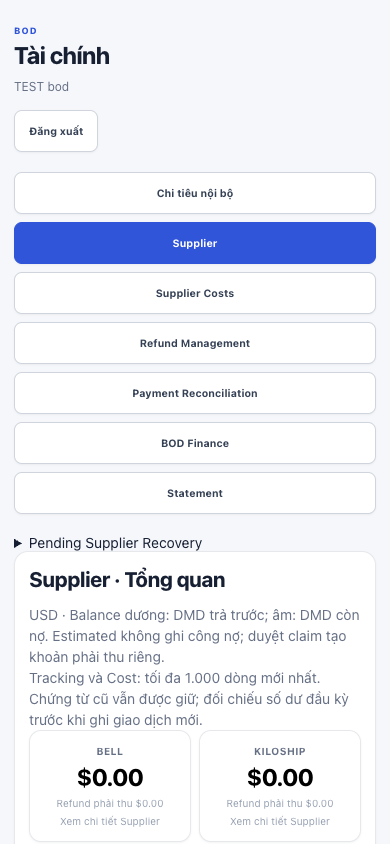 BOD
Tài chính
TEST bod
Đăng xuất
Chi tiêu nội bộ
Supplier
Supplier Costs
Refund Management
Payment Reconciliation
BOD Finance
Statement
Pending Supplier Recovery
Supplier · Tổng quan
USD · Balance dương: DMD trả trước; âm: DMD còn
nợ. Estimated không ghi công nợ; duyệt claim tạo
khoản phải thu riêng.
Tracking và Cost: tối đa 1.000 dòng mới nhất.
Chứng từ cũ vẫn được giữ; đối chiếu số dư đầu kỳ
trước khi ghi giao dịch mới.
BELL
$0.00
Refund phải thu $0.00
Xem chi tiết Supplier
KILOSHIP
$0.00
Refund phải thu $0.00
Xem chi tiết Supplier